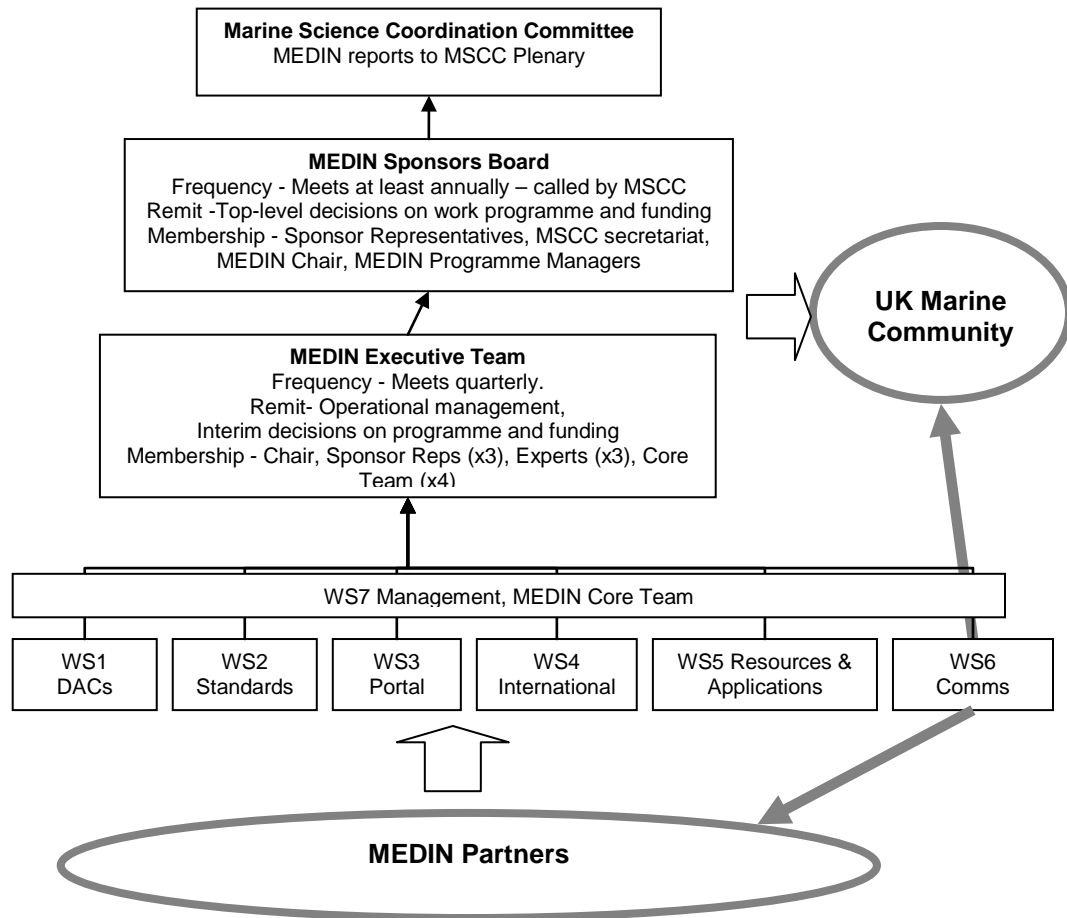 Marine Science Coordination Committee
MEDIN reports to MSCC Plenary
MEDIN Sponsors Board
Frequency - Meets at least annually – called by MSCC
Remit -Top-level decisions on work programme and funding
Membership - Sponsor Representatives, MSCC secretariat,
MEDIN Chair, MEDIN Programme Managers
UK Marine
Community
MEDIN Executive Team
Frequency - Meets quarterly.
Remit- Operational management,
Interim decisions on programme and funding
Membership - Chair, Sponsor Reps (x3), Experts (x3), Core
Team (x4)
WS7 Management, MEDIN Core Team
WS1
DACs
WS2
Standards
WS3
Portal
WS4
International
WS5 Resources &
Applications
WS6
Comms
MEDIN Partners